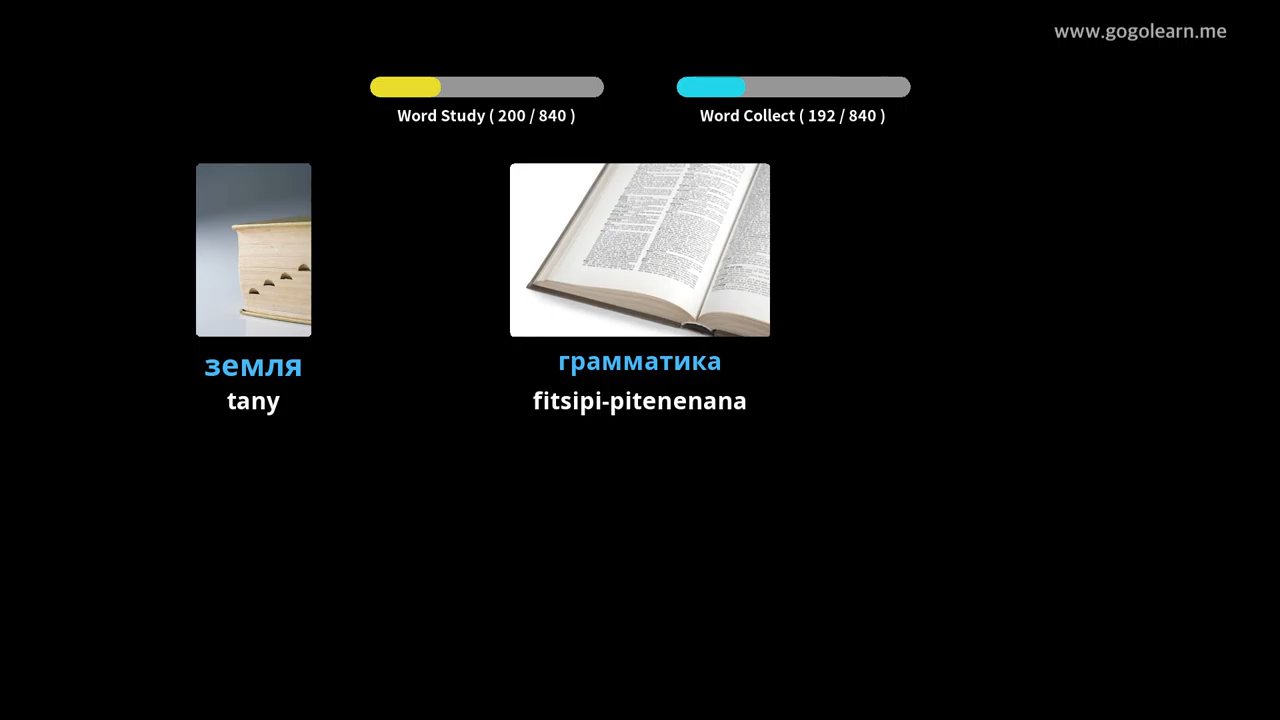 www.gogolearn.me
Word Study ( 200 / 840 )
Word Collect ( 192 / 840 )
земля
tany
грамматика
fitsipi-pitenenana